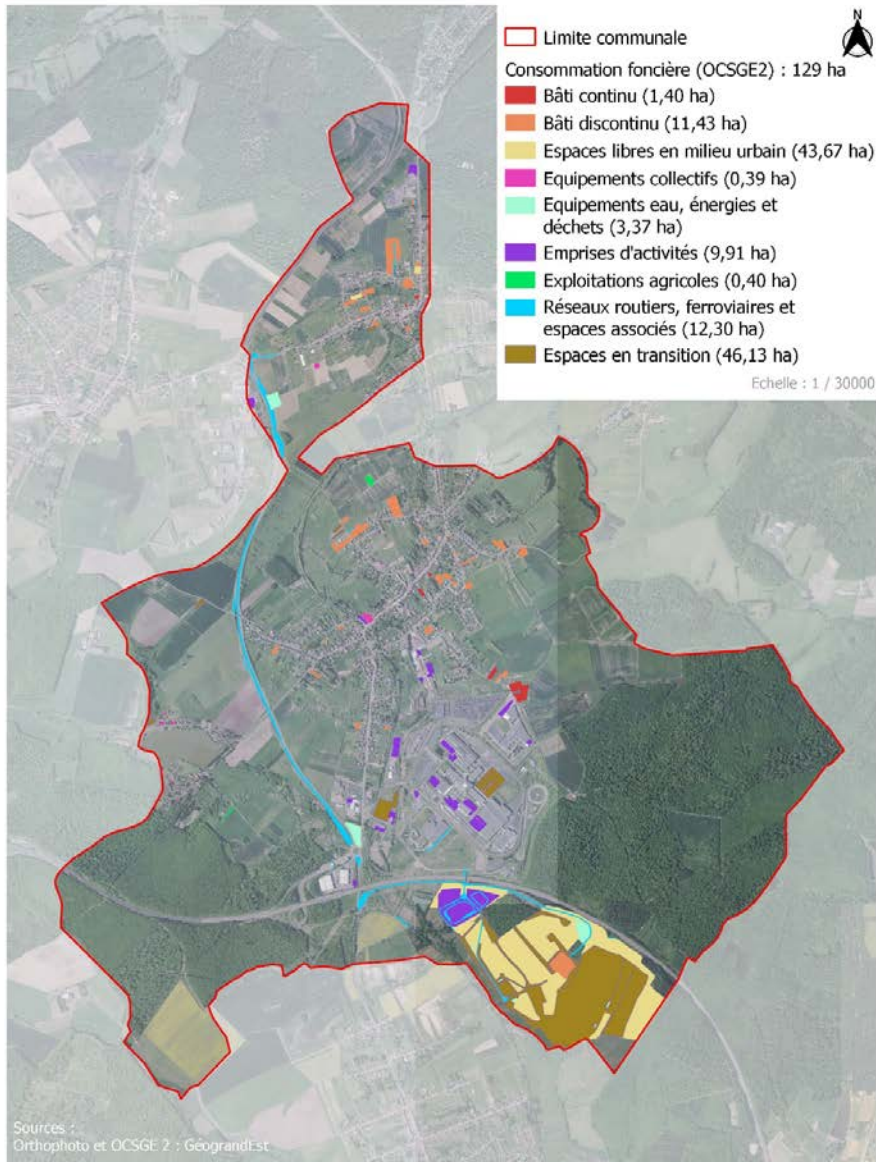 N
Limite communale
Consommation foncière (OCSGE2) : 129 ha
Bâti continu (1,40 ha)
Bâti discontinu (11,43 ha)
Espaces libres en milieu urbain (43,67 ha)
Equipements collectifs (0,39 ha)
Equipements eau, énergies et
déchets (3,37 ha)
Emprises d'activités (9,91 ha)
Exploitations agricoles (0,40 ha)
Réseaux routiers, ferroviaires et
espaces associés (12,30 ha)
Espaces en transition (46,13 ha)
Echelle : 1 / 30000
Sources :
Orthophoto et OCSGE 2 : GéograndEst